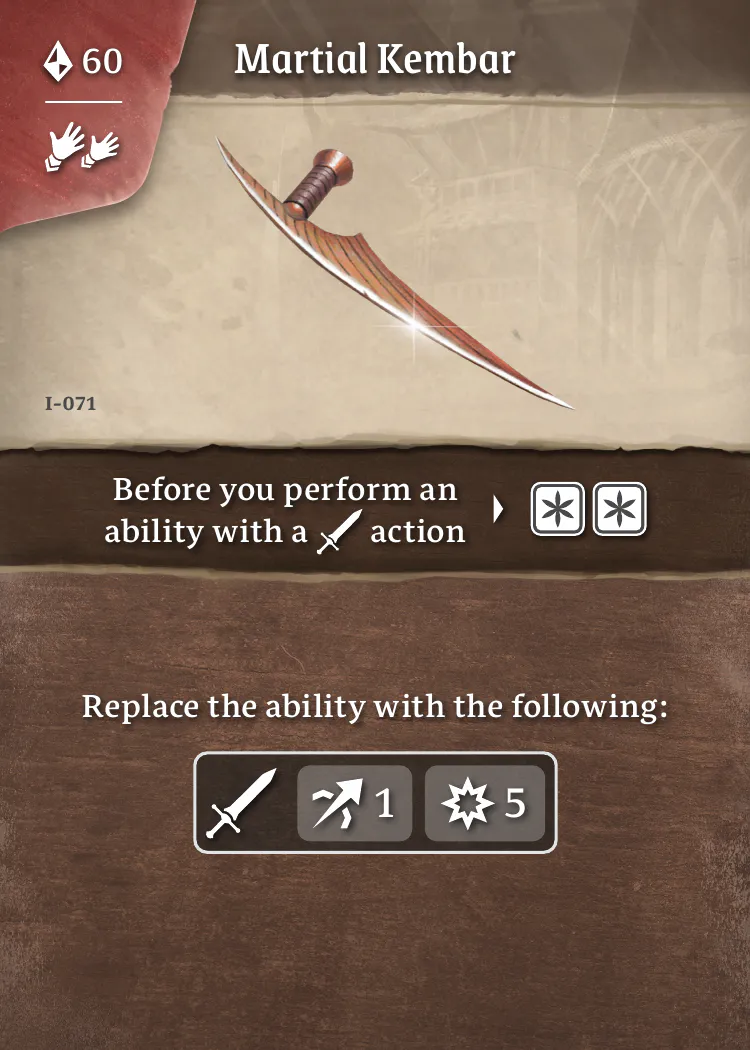 60
Martial Kembar
I-071
Before you perform an
ability with a action
Replace the ability with the following:
1 5